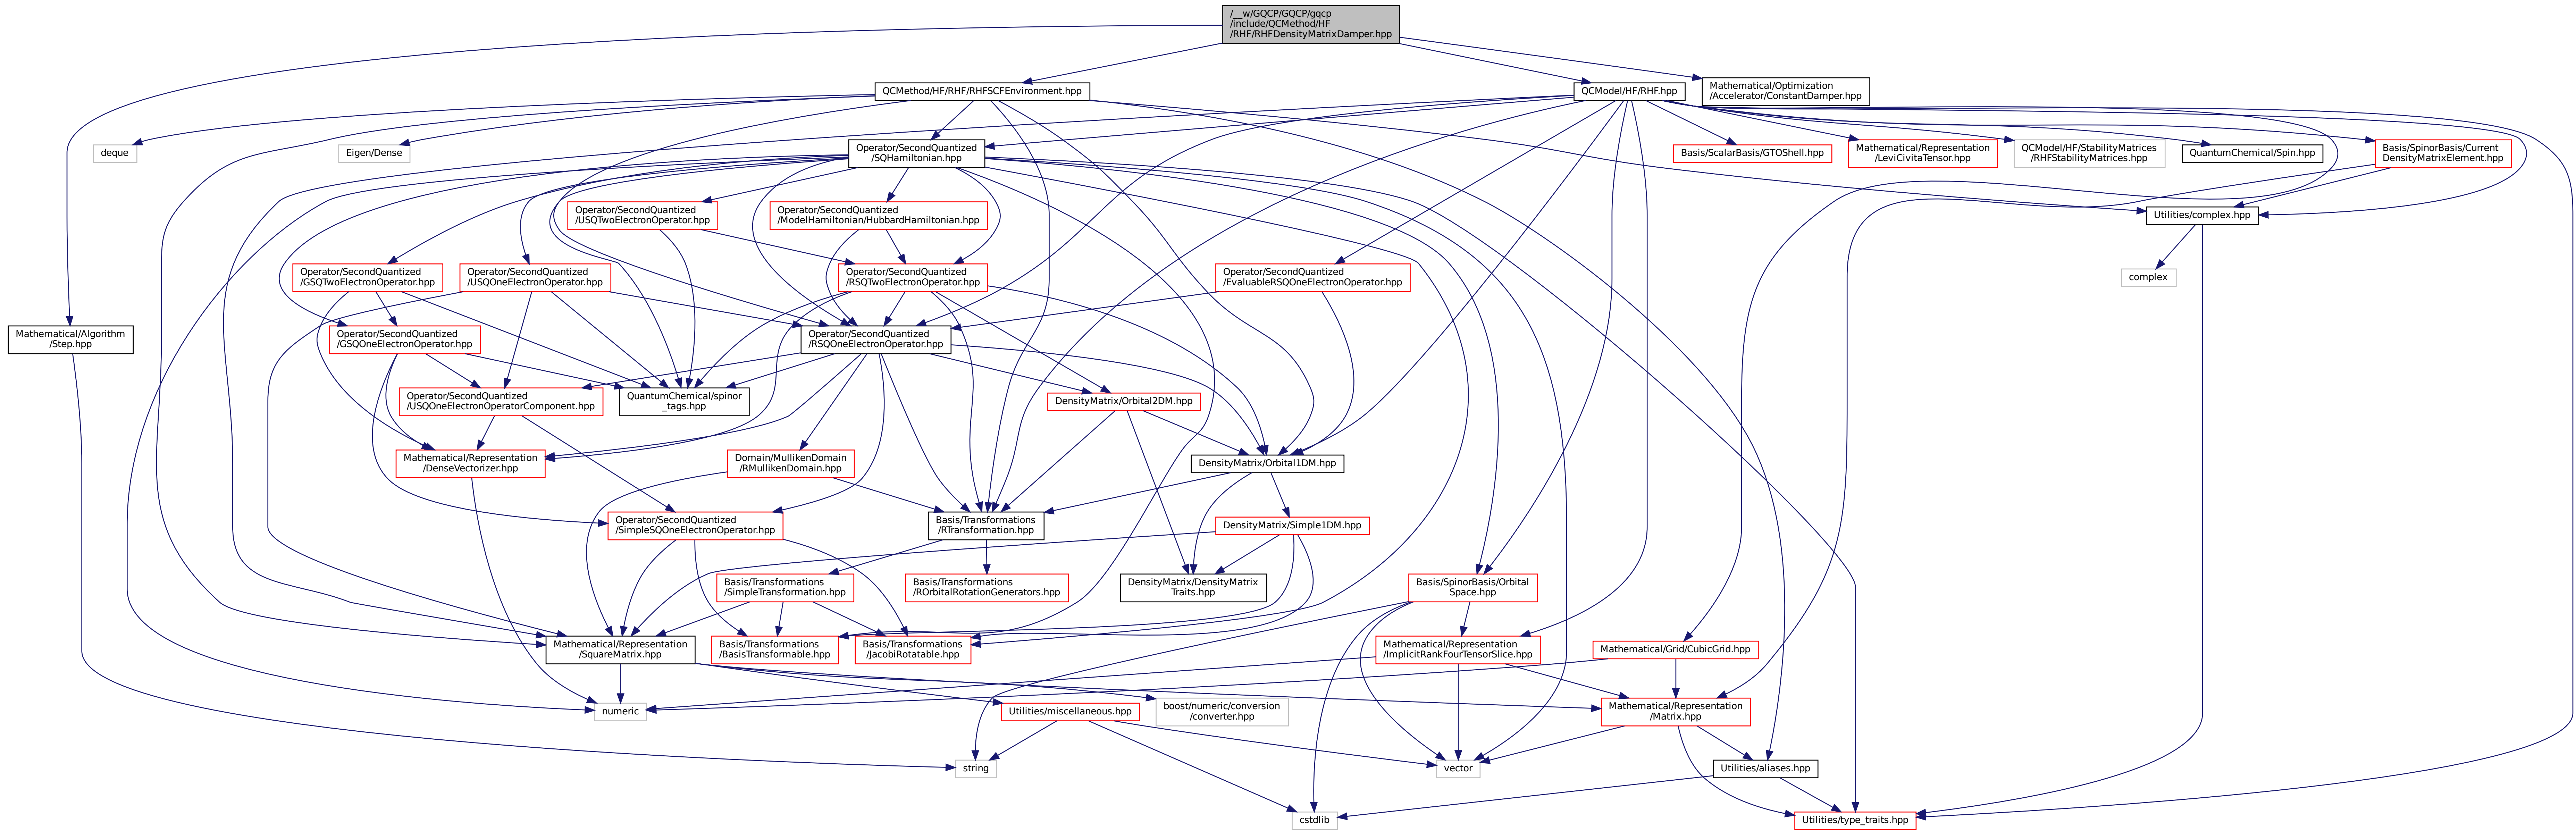 /__w/GQCP/GQCP/gqcp
/include/QCMethod/HF
/RHF/RHFDensityMatrixDamper.hpp
QCMethod/HF/RHF/RHFSCFEnvironment.hpp
QCModel/HF/RHF.hpp
Mathematical/Optimization
/Accelerator/ConstantDamper.hpp
deque
Eigen/Dense
Operator/SecondQuantized
/SQHamiltonian.hpp
Basis/ScalarBasis/GTOShell.hpp
Mathematical/Representation
/LeviCivitaTensor.hpp
QCModel/HF/StabilityMatrices
/RHFStabilityMatrices.hpp
QuantumChemical/Spin.hpp
Basis/SpinorBasis/Current
DensityMatrixElement.hpp
Operator/SecondQuantized
/USQTwoElectronOperator.hpp
Operator/SecondQuantized
/ModelHamiltonian/HubbardHamiltonian.hpp
Utilities/complex.hpp
Operator/SecondQuantized
/GSQTwoElectronOperator.hpp
Operator/SecondQuantized
/USQOneElectronOperator.hpp
Operator/SecondQuantized
/RSQTwoElectronOperator.hpp
Operator/SecondQuantized
/EvaluableRSQOneElectronOperator.hpp
complex
Mathematical/Algorithm
/Step.hpp
Operator/SecondQuantized
/GSQOneElectronOperator.hpp
Operator/SecondQuantized
/RSQOneElectronOperator.hpp
Operator/SecondQuantized
/USQOneElectronOperatorComponent.hpp
QuantumChemical/spinor
_tags.hpp
DensityMatrix/Orbital2DM.hpp
Mathematical/Representation
/DenseVectorizer.hpp
Domain/MullikenDomain
/RMullikenDomain.hpp
DensityMatrix/Orbital1DM.hpp
Operator/SecondQuantized
/SimpleSQOneElectronOperator.hpp
Basis/Transformations
/RTransformation.hpp
DensityMatrix/Simple1DM.hpp
Basis/Transformations
/SimpleTransformation.hpp
Basis/Transformations
/ROrbitalRotationGenerators.hpp
DensityMatrix/DensityMatrix
Traits.hpp
Basis/SpinorBasis/Orbital
Space.hpp
Mathematical/Representation
/SquareMatrix.hpp
Basis/Transformations
/BasisTransformable.hpp
Basis/Transformations
/JacobiRotatable.hpp
Mathematical/Representation
/ImplicitRankFourTensorSlice.hpp
Mathematical/Grid/CubicGrid.hpp
numeric
Utilities/miscellaneous.hpp
boost/numeric/conversion
/converter.hpp
Mathematical/Representation
/Matrix.hpp
string
vector
Utilities/aliases.hpp
cstdlib
Utilities/type_traits.hpp